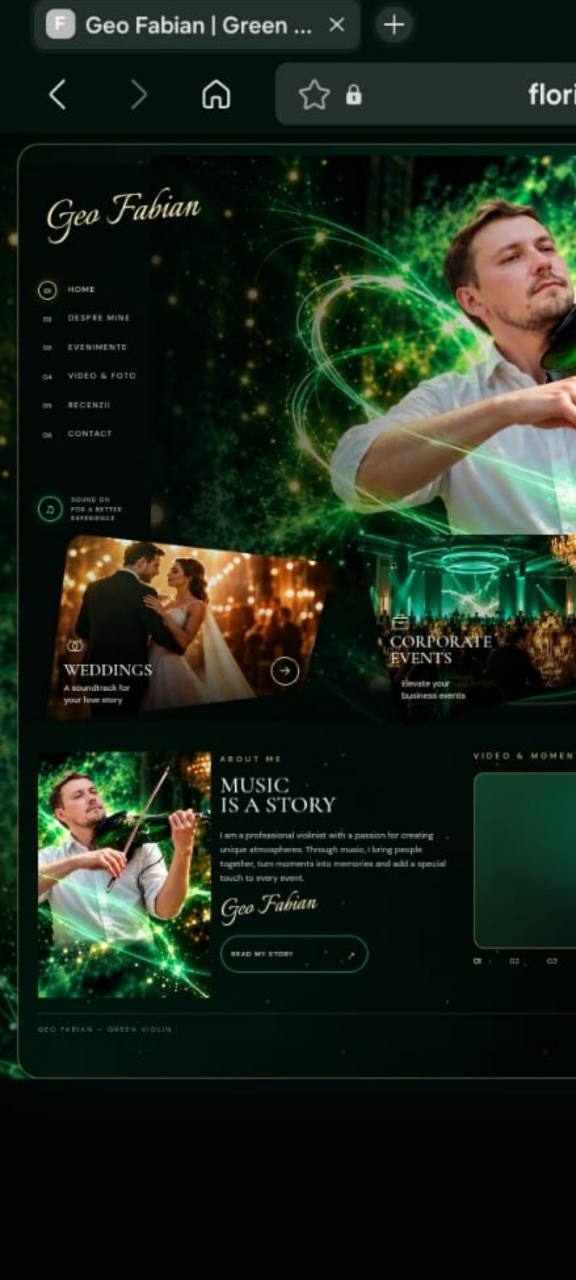 F
Geo Fabian | Green ...
flori
Geo Fabian
01 HOME
02 DESPRE MINE
03 EVENIMENTE
04 VIDEO & FOTO
05 RECENZII
06 CONTACT
SOUND ON
FOR A BETTER
EXPERIENCE
WEDDINGS
A soundtrack for
your love story
CORPORATE
EVENTS
Elevate your
business events
ABOUT ME
MUSIC
IS A STORY
I am a professional violinist with a passion for creating
unique atmospheres. Through music, I bring people
together, turn moments into memories and add a special
touch to every event.
Geo Fabian
READ MY STORY
VIDEO & MOMEN
01 02 03
GEO FABIAN — GREEN VIOLIN